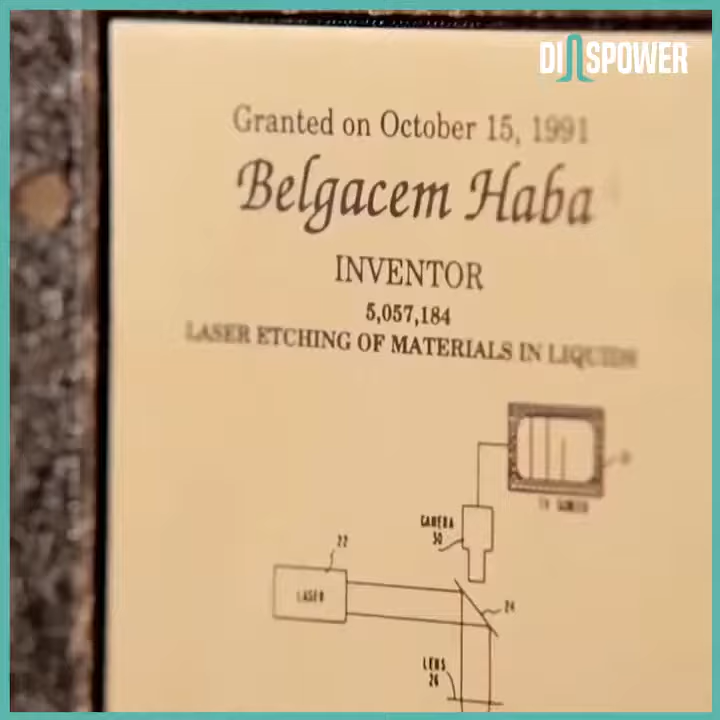 DIASPOWER
Granted on October 15, 1991
Belgacem Haba
INVENTOR
5,057,184
LASER ETCHING OF MATERIALS IN LIQUIDS
CAMERA
30
22
LASER
24
LENS
26